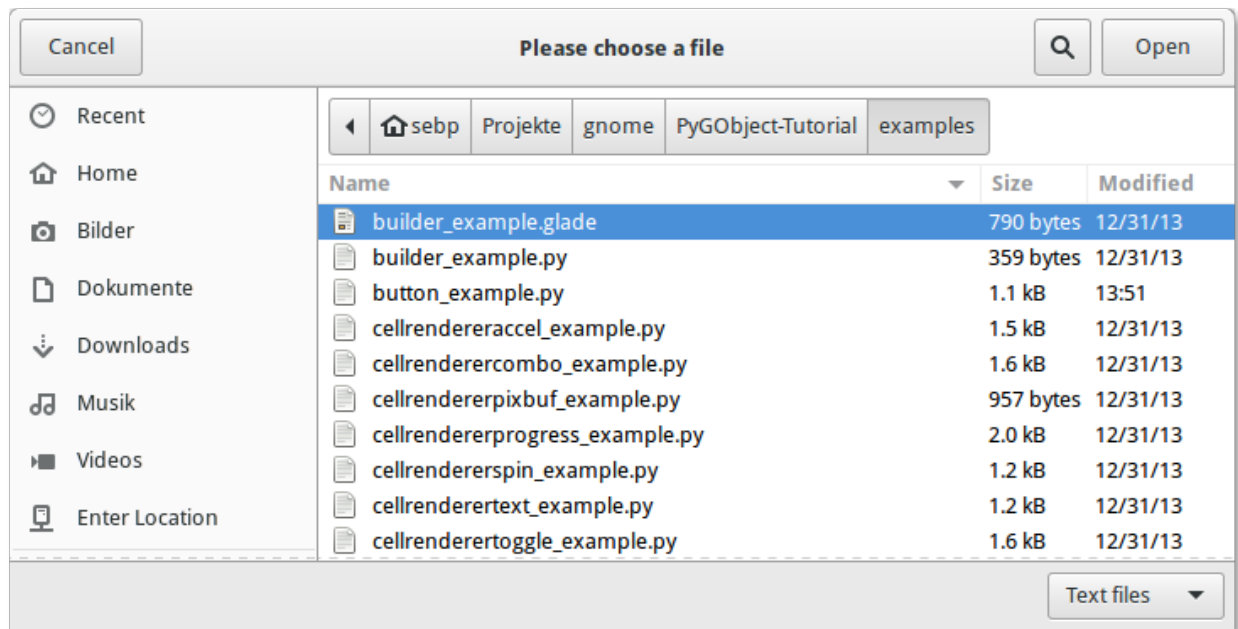 Cancel Please choose a file Open
Recent
Home
Bilder
Dokumente
Downloads
Musik
Videos
Enter Location
sebp Projekte gnome PyGObject-Tutorial examples
Name Size Modified
builder_example.glade 790 bytes 12/31/13
builder_example.py 359 bytes 12/31/13
button_example.py 1.1 kB 13:51
cellrendereraccel_example.py 1.5 kB 12/31/13
cellrenderercombo_example.py 1.6 kB 12/31/13
cellrendererpixbuf_example.py 957 bytes 12/31/13
cellrendererprogress_example.py 2.0 kB 12/31/13
cellrendererspin_example.py 1.2 kB 12/31/13
cellrenderertext_example.py 1.2 kB 12/31/13
cellrenderertoggle_example.py 1.6 kB 12/31/13
Text files